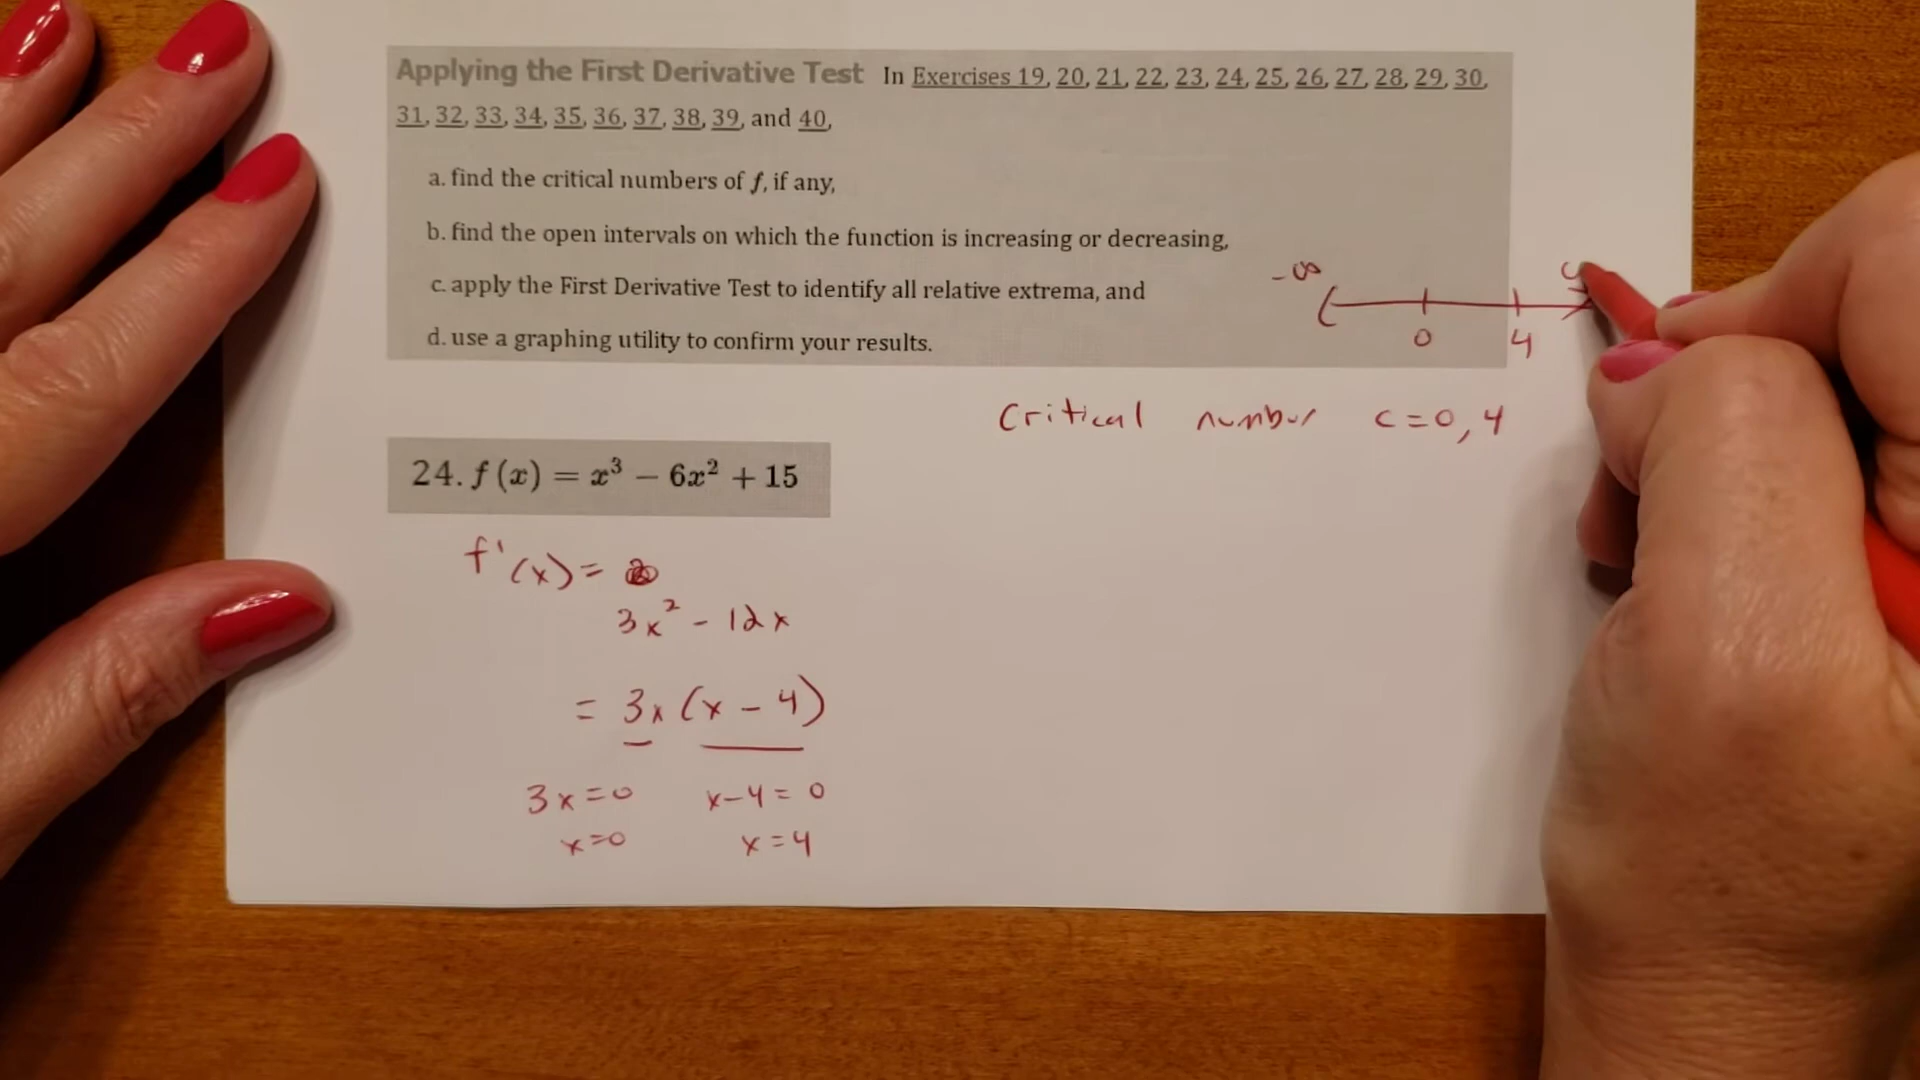 Applying the First Derivative Test In Exercises 19, 20, 21, 22, 23, 24, 25, 26, 27, 28, 29, 30,
31, 32, 33, 34, 35, 36, 37, 38, 39, and 40,
a. find the critical numbers of f, if any,
b. find the open intervals on which the function is increasing or decreasing,
c. apply the First Derivative Test to identify all relative extrema, and
d. use a graphing utility to confirm your results.
-∞
0 4
Critical number c=0, 4
24. f(x) = x³ − 6x² + 15
f'(x)=
3x² - 12x
= 3x(x - 4)
3x=0 x-4=0
x=0 x=4